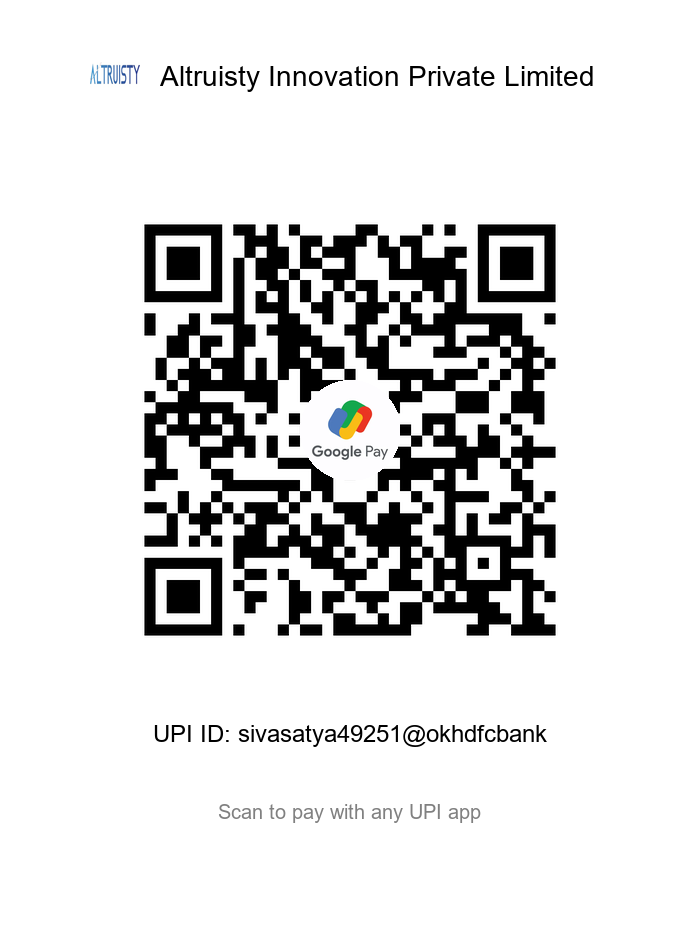 ALTRUISTY Altruisty Innovation Private Limited
Google Pay
UPI ID: sivasatya49251@okhdfcbank
Scan to pay with any UPI app